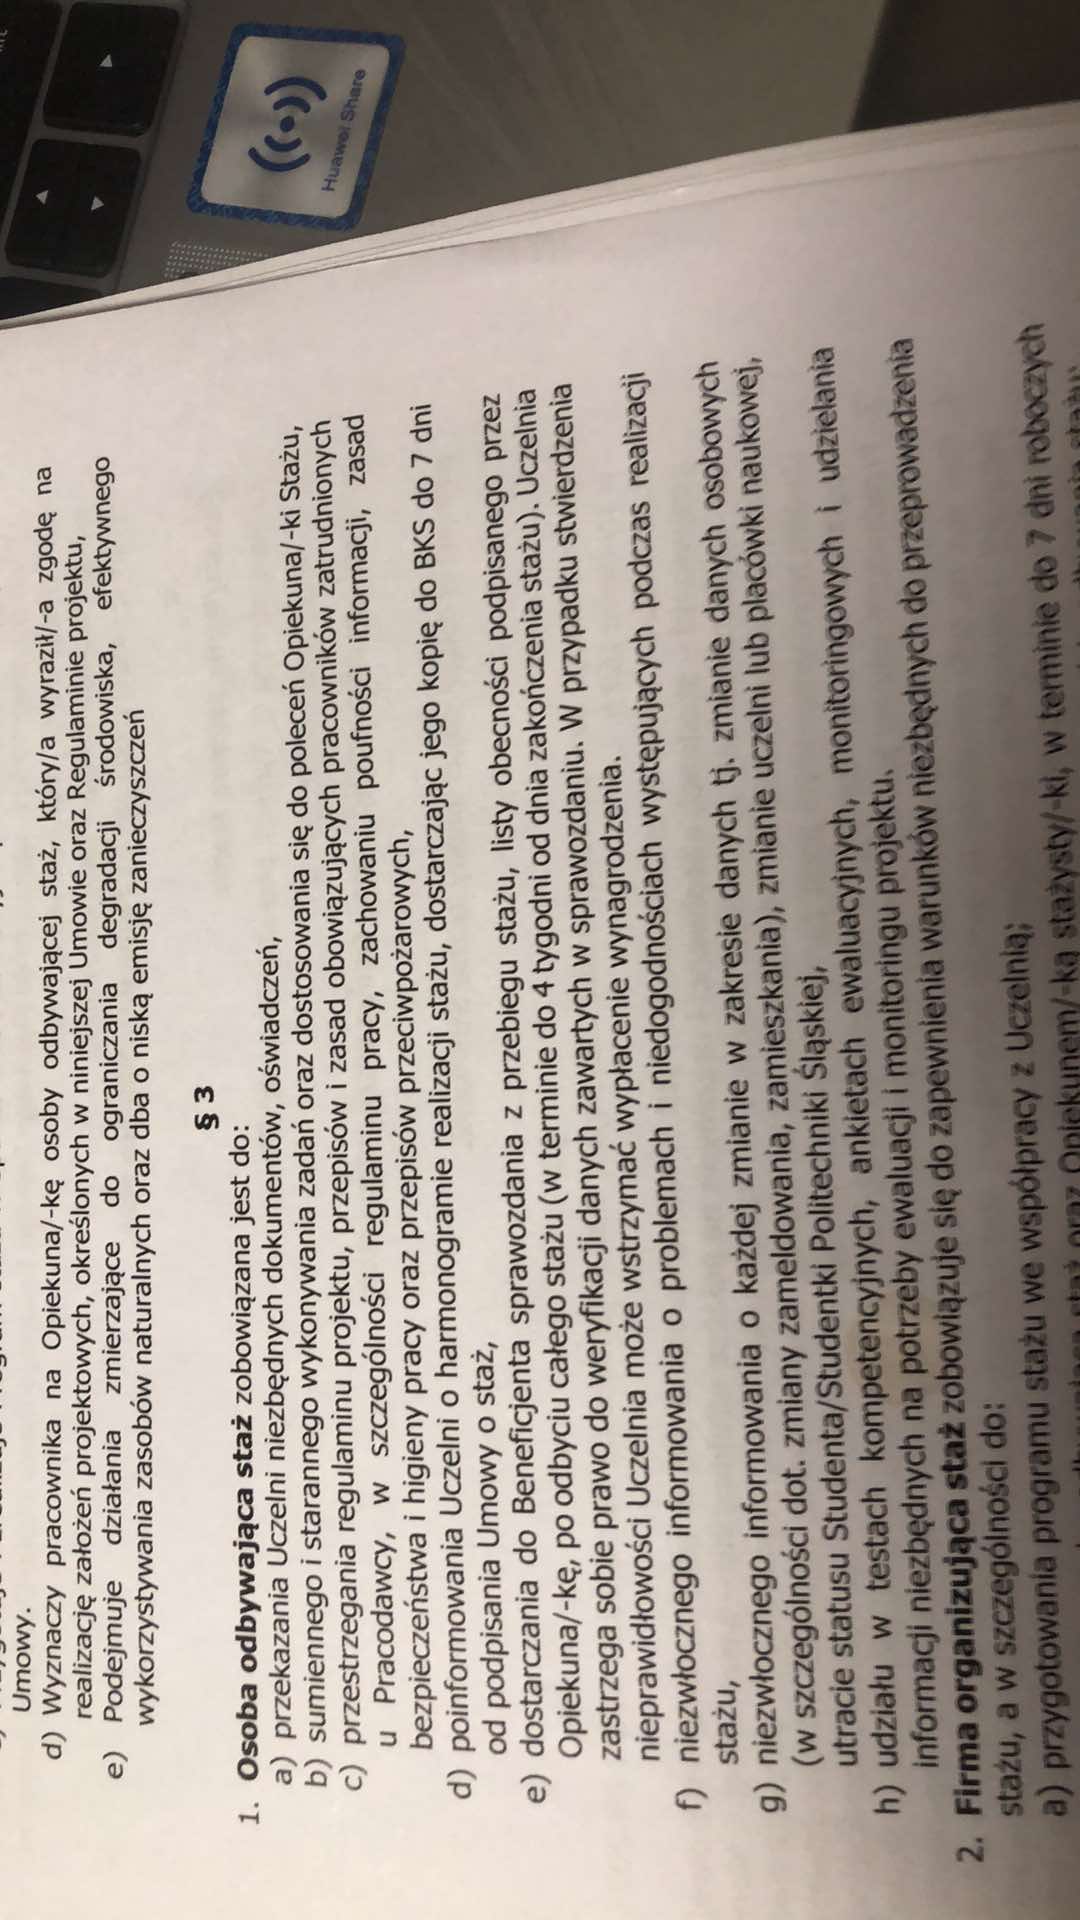 Umowy.
d) Wyznaczy pracownika na Opiekuna/-kę osoby odbywającej staż, który/a wyraził/-a zgodę na
realizację założeń projektowych, określonych w niniejszej Umowie oraz Regulaminie projektu,
e) Podejmuje działania zmierzające do ograniczania degradacji środowiska, efektywnego
wykorzystywania zasobów naturalnych oraz dba o niską emisję zanieczyszczeń
§ 3
1. Osoba odbywająca staż zobowiązana jest do:
a) przekazania Uczelni niezbędnych dokumentów, oświadczeń,
b) sumiennego i starannego wykonywania zadań oraz dostosowania się do poleceń Opiekuna/-ki Stażu,
c) przestrzegania regulaminu projektu, przepisów i zasad obowiązujących pracowników zatrudnionych
u Pracodawcy, w szczególności regulaminu pracy, zachowaniu poufności informacji, zasad
bezpieczeństwa i higieny pracy oraz przepisów przeciwpożarowych,
d) poinformowania Uczelni o harmonogramie realizacji stażu, dostarczając jego kopię do BKS do 7 dni
od podpisania Umowy o staż,
e) dostarczania do Beneficjenta sprawozdania z przebiegu stażu, listy obecności podpisanego przez
Opiekuna/-kę, po odbyciu całego stażu (w terminie do 4 tygodni od dnia zakończenia stażu). Uczelnia
zastrzega sobie prawo do weryfikacji danych zawartych w sprawozdaniu. W przypadku stwierdzenia
nieprawidłowości Uczelnia może wstrzymać wypłacenie wynagrodzenia.
f) niezwłocznego informowania o problemach i niedogodnościach występujących podczas realizacji
stażu,
g) niezwłocznego informowania o każdej zmianie w zakresie danych tj. zmianie danych osobowych
(w szczególności dot. zmiany zameldowania, zamieszkania), zmianie uczelni lub placówki naukowej,
utracie statusu Studenta/Studentki Politechniki Śląskiej,
h) udziału w testach kompetencyjnych, ankietach ewaluacyjnych, monitoringowych i udzielania
informacji niezbędnych na potrzeby ewaluacji i monitoringu projektu.
2. Firma organizująca staż zobowiązuje się do zapewnienia warunków niezbędnych do przeprowadzenia
stażu, a w szczególności do:
a) przygotowania programu stażu we współpracy z Uczelnią;
staż oraz Opiekunem/-ką stażysty/-ki, w terminie do 7 dni roboczych
Huawei Share